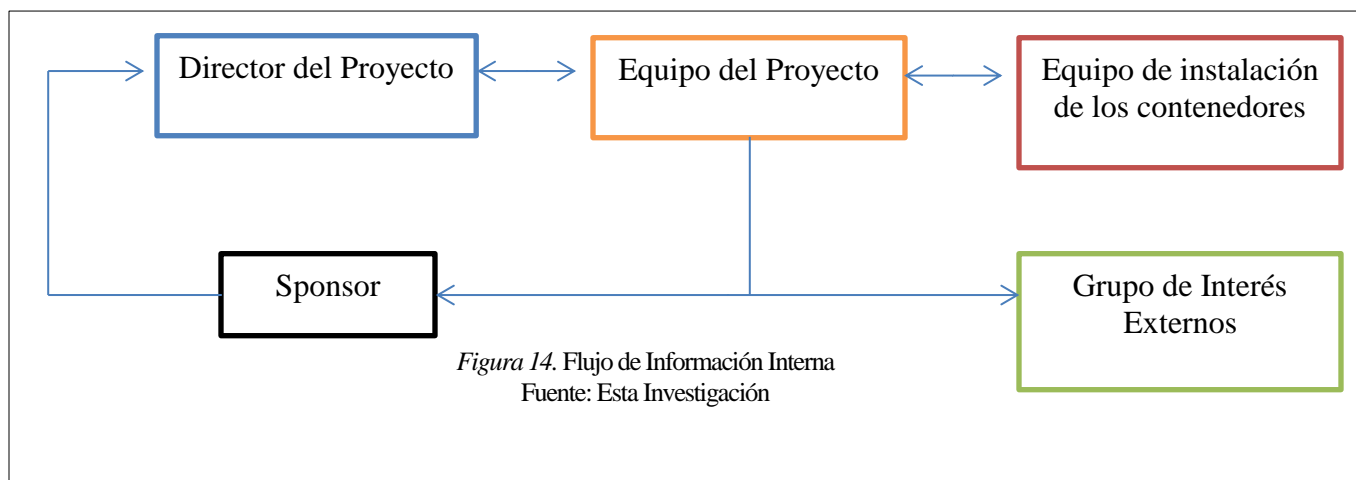 Director del Proyecto
Equipo del Proyecto
Equipo de instalación
de los contenedores
Sponsor
Grupo de Interés
Externos
Figura 14. Flujo de Información Interna
Fuente: Esta Investigación